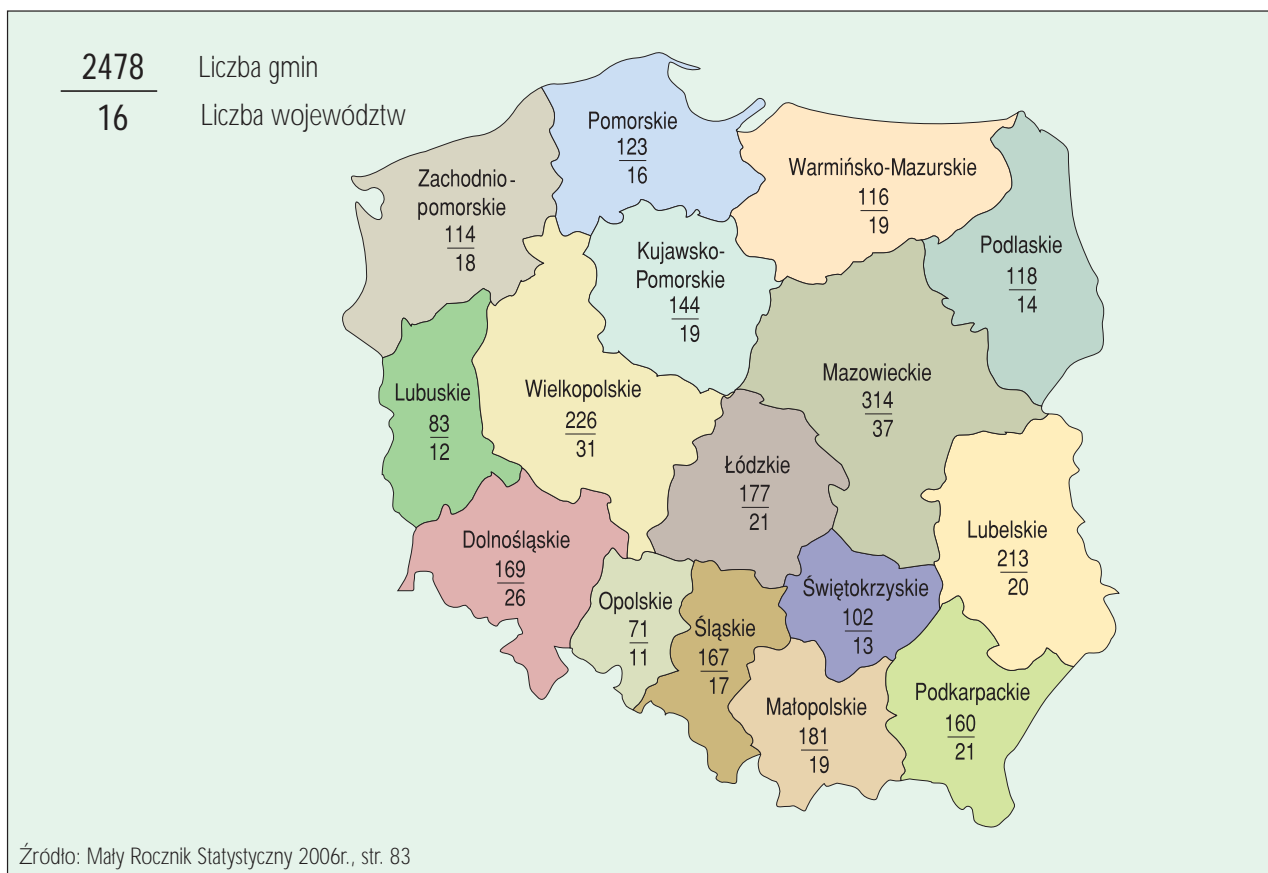 2478 Liczba gmin
16 Liczba województw
Pomorskie
123
16
Warmińsko-Mazurskie
116
19
Zachodnio-
pomorskie
114
18
Podlaskie
118
14
Kujawsko-
Pomorskie
144
19
Mazowieckie
314
37
Lubuskie
83
12
Wielkopolskie
226
31
Łódzkie
177
21
Lubelskie
213
20
Dolnośląskie
169
26
Opolskie
71
11
Śląskie
167
17
Świętokrzyskie
102
13
Małopolskie
181
19
Podkarpackie
160
21
Źródło: Mały Rocznik Statystyczny 2006r., str. 83